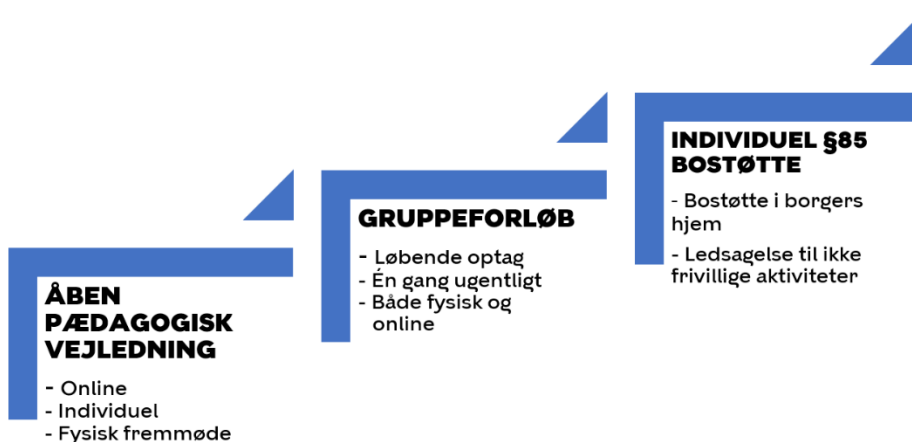 ÅBEN
PÆDAGOGISK
VEJLEDNING
- Online
- Individuel
- Fysisk fremmøde
GRUPPEFORLØB
- Løbende optag
- Én gang ugentligt
- Både fysisk og
online
INDIVIDUEL §85
BOSTØTTE
- Bostøtte i borgers
hjem
- Ledsagelse til ikke
frivillige aktiviteter